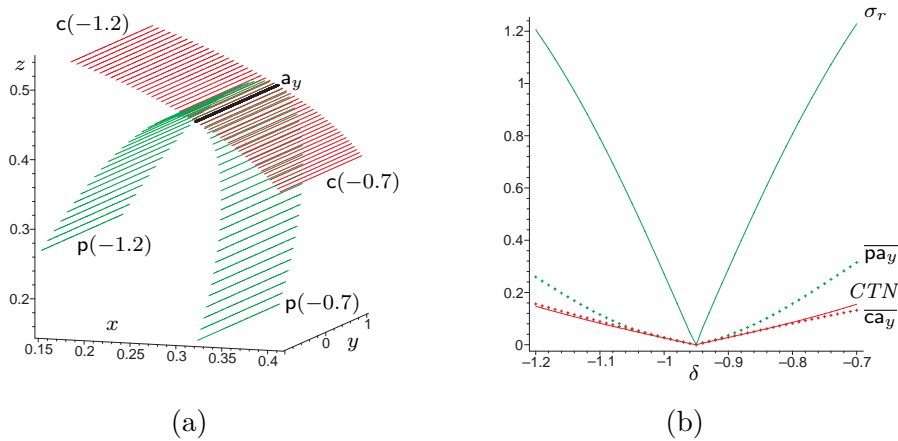 c(−1.2)
z
0.5
0.4
0.3
0.2
a_y
c(−0.7)
p(−1.2)
p(−0.7)
x
0.15 0.2 0.25 0.3 0.35 0.4
0 1
y
(a)
σ_r
1.2
1
0.8
0.6
0.4
0.2
0
pa_y
CTN
ca_y
−1.2 −1.1 −1 −0.9 −0.8 −0.7
δ
(b)